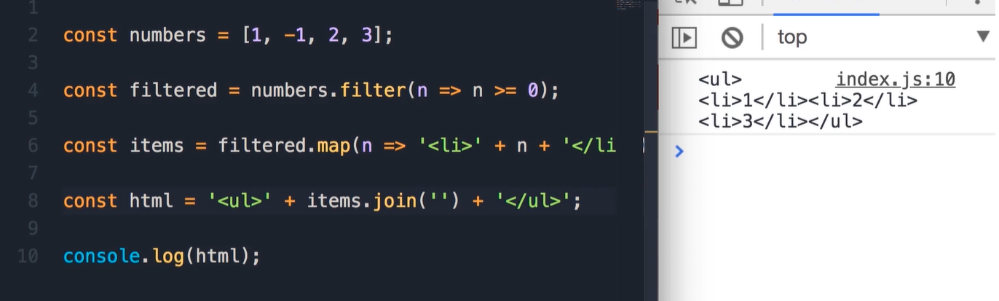 1
2 const numbers = [1, -1, 2, 3];
3
4 const filtered = numbers.filter(n => n >= 0);
5
6 const items = filtered.map(n => '<li>' + n + '</li
7
8 const html = '<ul>' + items.join('') + '</ul>';
9
10 console.log(html);
top
<ul> index.js:10
<li>1</li><li>2</li>
<li>3</li></ul>